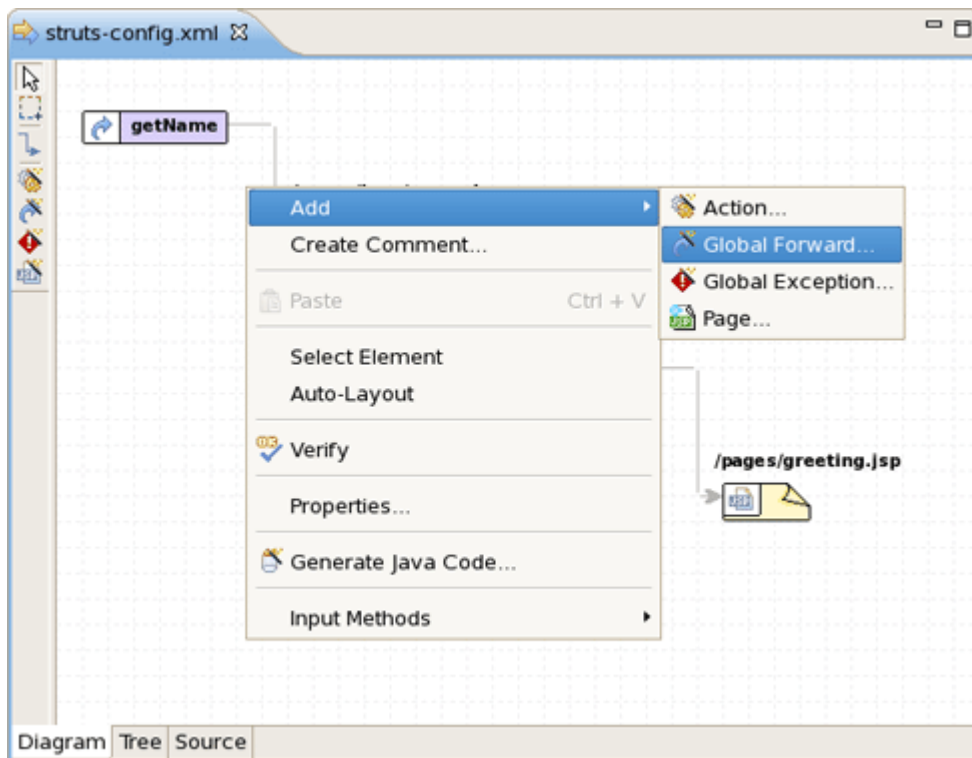 struts-config.xml
getName
Add
Action...
Create Comment...
Global Forward...
Global Exception...
Paste Ctrl + V
Page...
Select Element
Auto-Layout
Verify
/pages/greeting.jsp
Properties...
Generate Java Code...
Input Methods
Diagram Tree Source